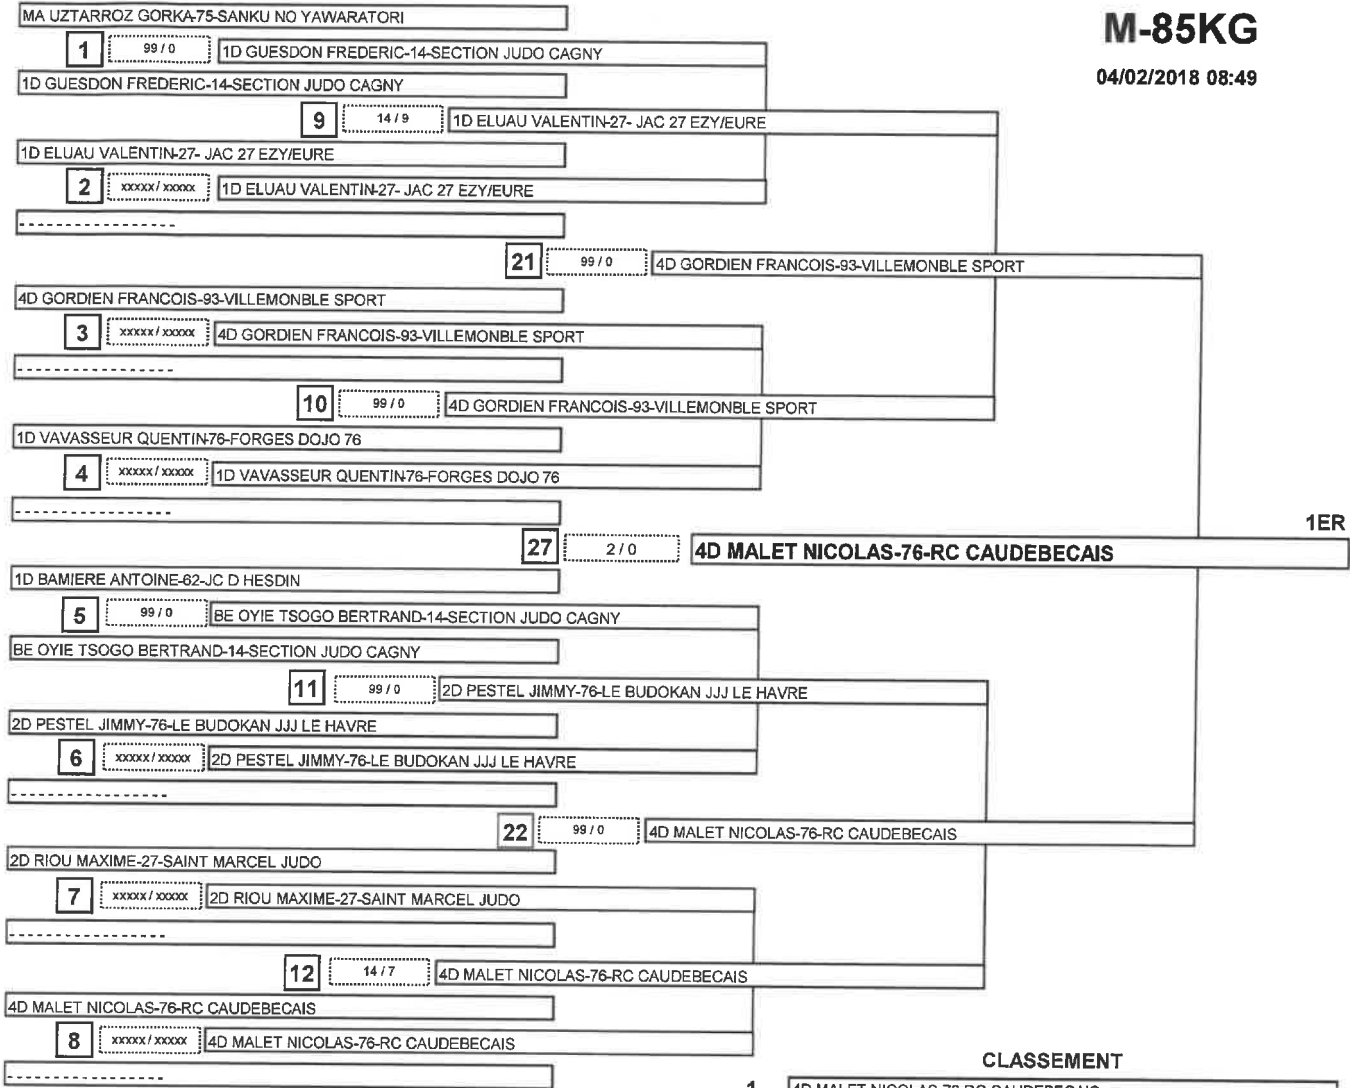 MA UZTARROZ GORKA-75-SANKU NO YAWARATORI
M-85KG
04/02/2018 08:49
1 99 / 0 1D GUESDON FREDERIC-14-SECTION JUDO CAGNY
1D GUESDON FREDERIC-14-SECTION JUDO CAGNY
9 14 / 9 1D ELUAU VALENTIN-27- JAC 27 EZY/EURE
1D ELUAU VALENTIN-27- JAC 27 EZY/EURE
2 xxxxx / xxxxx 1D ELUAU VALENTIN-27- JAC 27 EZY/EURE
----------------
21 99 / 0 4D GORDIEN FRANCOIS-93-VILLEMONBLE SPORT
4D GORDIEN FRANCOIS-93-VILLEMONBLE SPORT
3 xxxxx / xxxxx 4D GORDIEN FRANCOIS-93-VILLEMONBLE SPORT
----------------
10 99 / 0 4D GORDIEN FRANCOIS-93-VILLEMONBLE SPORT
1D VAVASSEUR QUENTIN-76-FORGES DOJO 76
4 xxxxx / xxxxx 1D VAVASSEUR QUENTIN-76-FORGES DOJO 76
----------------
1ER
27 2 / 0 4D MALET NICOLAS-76-RC CAUDEBECAIS
1D BAMIERE ANTOINE-62-JC D HESDIN
5 99 / 0 BE OYIE TSOGO BERTRAND-14-SECTION JUDO CAGNY
BE OYIE TSOGO BERTRAND-14-SECTION JUDO CAGNY
11 99 / 0 2D PESTEL JIMMY-76-LE BUDOKAN JJJ LE HAVRE
2D PESTEL JIMMY-76-LE BUDOKAN JJJ LE HAVRE
6 xxxxx / xxxxx 2D PESTEL JIMMY-76-LE BUDOKAN JJJ LE HAVRE
----------------
22 99 / 0 4D MALET NICOLAS-76-RC CAUDEBECAIS
2D RIOU MAXIME-27-SAINT MARCEL JUDO
7 xxxxx / xxxxx 2D RIOU MAXIME-27-SAINT MARCEL JUDO
----------------
12 14 / 7 4D MALET NICOLAS-76-RC CAUDEBECAIS
4D MALET NICOLAS-76-RC CAUDEBECAIS
8 xxxxx / xxxxx 4D MALET NICOLAS-76-RC CAUDEBECAIS
----------------
CLASSEMENT
1 4D MALET NICOLAS-76-RC CAUDEBECAIS